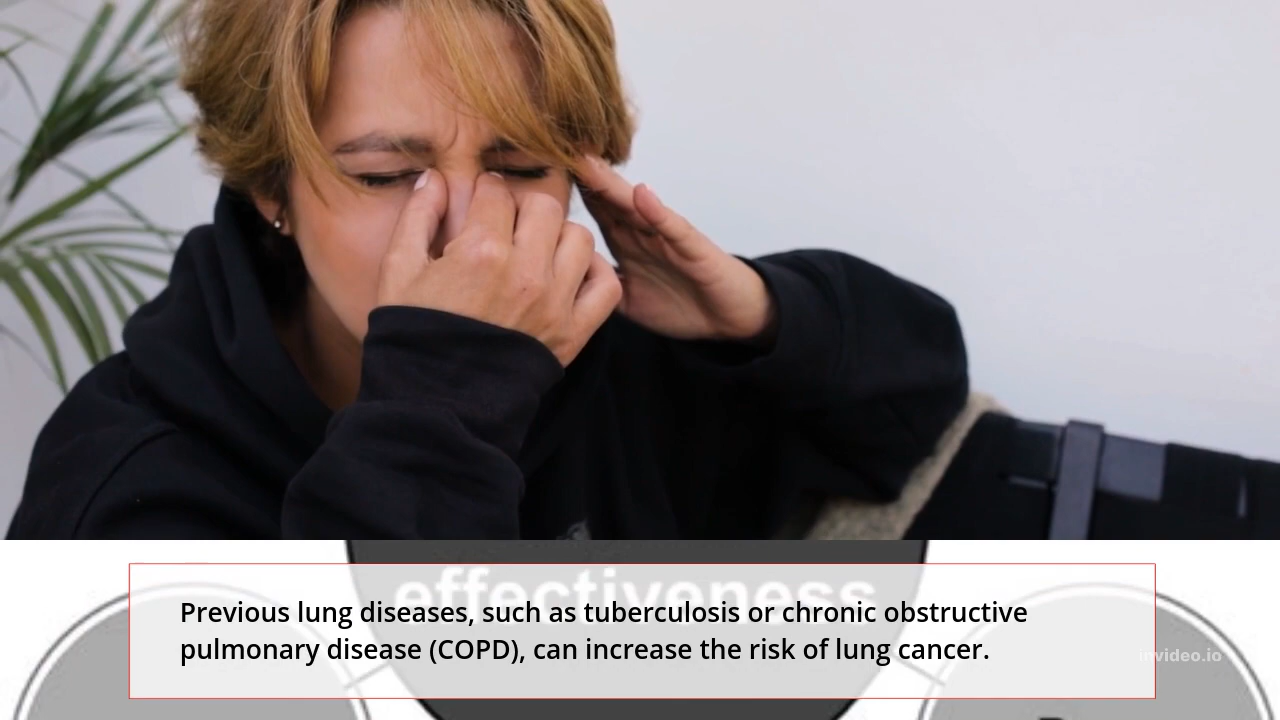 effectiveness
Previous lung diseases, such as tuberculosis or chronic obstructive
pulmonary disease (COPD), can increase the risk of lung cancer.
invideo.io